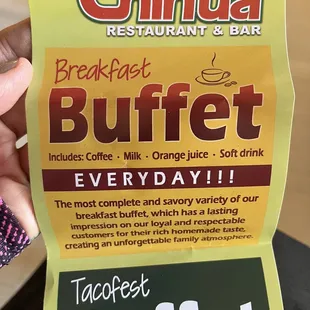 RESTAURANT & BAR
Breakfast
Buffet
Includes: Coffee · Milk · Orange juice · Soft drink
EVERYDAY!!!
The most complete and savory variety of our
breakfast buffet, which has a lasting
impression on our loyal and respectable
customers for their rich homemade taste,
creating an unforgettable family atmosphere.
Tacofest